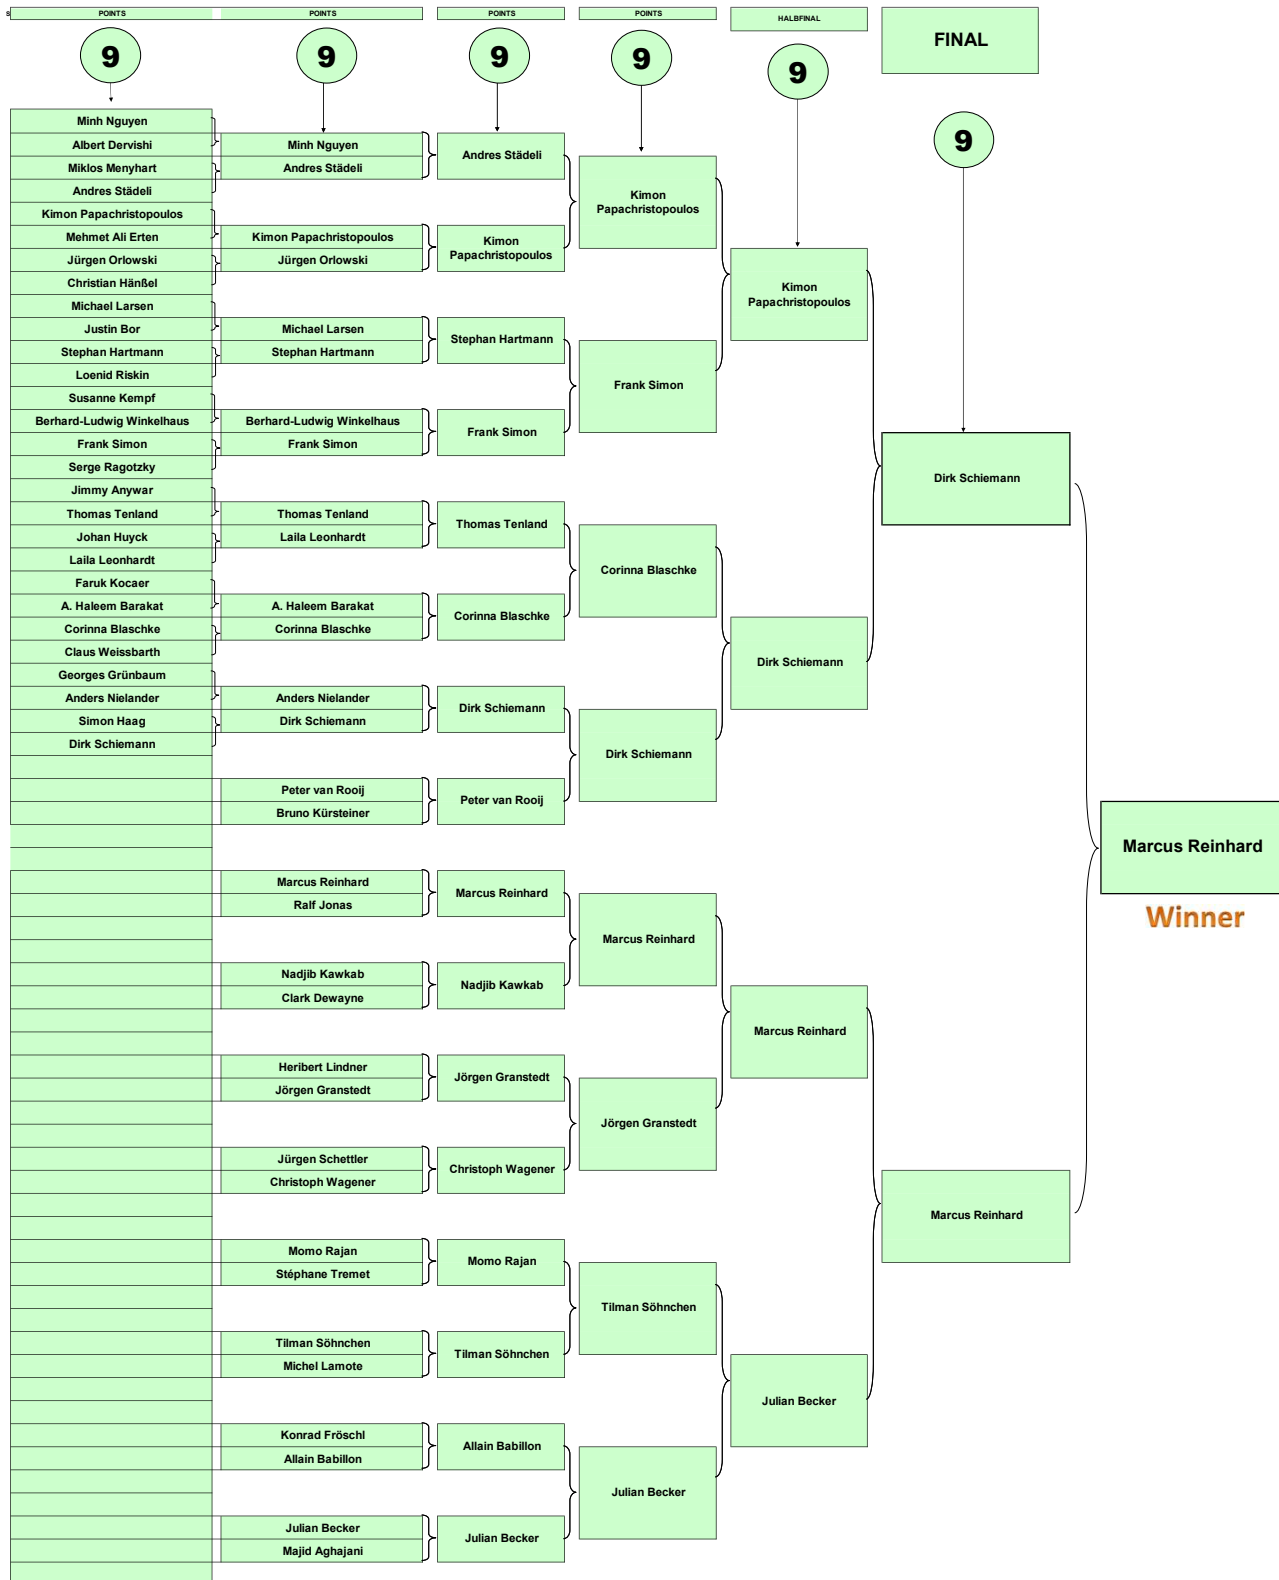 S
POINTS
POINTS
POINTS
POINTS
HALBFINAL
FINAL
9
9
9
9
9
9
Minh Nguyen
Albert Dervishi
Miklos Menyhart
Andres Städeli
Kimon Papachristopoulos
Mehmet Ali Erten
Jürgen Orlowski
Christian Hänßel
Michael Larsen
Justin Bor
Stephan Hartmann
Loenid Riskin
Susanne Kempf
Berhard-Ludwig Winkelhaus
Frank Simon
Serge Ragotzky
Jimmy Anywar
Thomas Tenland
Johan Huyck
Laila Leonhardt
Faruk Kocaer
A. Haleem Barakat
Corinna Blaschke
Claus Weissbarth
Georges Grünbaum
Anders Nielander
Simon Haag
Dirk Schiemann
Minh Nguyen
Andres Städeli
Kimon Papachristopoulos
Jürgen Orlowski
Michael Larsen
Stephan Hartmann
Berhard-Ludwig Winkelhaus
Frank Simon
Thomas Tenland
Laila Leonhardt
A. Haleem Barakat
Corinna Blaschke
Anders Nielander
Dirk Schiemann
Peter van Rooij
Bruno Kürsteiner
Marcus Reinhard
Ralf Jonas
Nadjib Kawkab
Clark Dewayne
Heribert Lindner
Jörgen Granstedt
Jürgen Schettler
Christoph Wagener
Momo Rajan
Stéphane Tremet
Tilman Söhnchen
Michel Lamote
Konrad Fröschl
Allain Babillon
Julian Becker
Majid Aghajani
Andres Städeli
Kimon
Papachristopoulos
Stephan Hartmann
Frank Simon
Thomas Tenland
Corinna Blaschke
Dirk Schiemann
Peter van Rooij
Marcus Reinhard
Nadjib Kawkab
Jörgen Granstedt
Christoph Wagener
Momo Rajan
Tilman Söhnchen
Allain Babillon
Julian Becker
Kimon
Papachristopoulos
Frank Simon
Corinna Blaschke
Dirk Schiemann
Marcus Reinhard
Jörgen Granstedt
Tilman Söhnchen
Julian Becker
Kimon
Papachristopoulos
Dirk Schiemann
Marcus Reinhard
Julian Becker
Dirk Schiemann
Marcus Reinhard
Marcus Reinhard
Winner